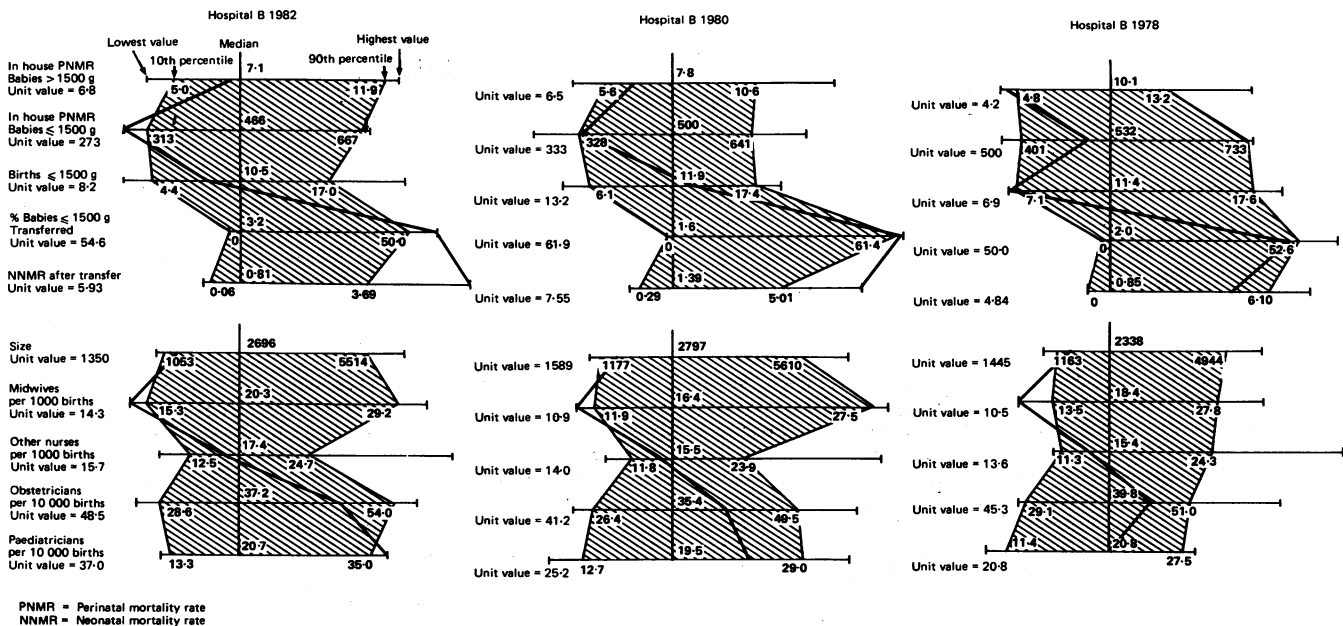 Hospital B 1982
Hospital B 1980
Hospital B 1978
Lowest value
Median
Highest value
10th percentile
90th percentile
In house PNMR
Babies > 1500 g
Unit value = 6·8
7·1
5·0
11·9
In house PNMR
Babies ⩽ 1500 g
Unit value = 273
466
313
667
Births ⩽ 1500 g
Unit value = 8·2
10·5
4·4
17·0
% Babies ⩽ 1500 g
Transferred
Unit value = 54·6
3·2
0
50·0
NNMR after transfer
Unit value = 5·93
0·81
0·06
3·69
Size
Unit value = 1350
2696
1063
5514
Midwives
per 1000 births
Unit value = 14·3
20·3
15·3
29·2
Other nurses
per 1000 births
Unit value = 15·7
17·4
12·5
24·7
Obstetricians
per 10 000 births
Unit value = 48·5
37·2
28·6
54·0
Paediatricians
per 10 000 births
Unit value = 37·0
20·7
13·3
35·0
7·8
Unit value = 6·5
5·6
10·6
500
Unit value = 333
328
641
11·9
Unit value = 13·2
6·1
17·4
1·6
Unit value = 61·9
0
61·4
1·39
Unit value = 7·55
0·29
5·01
2797
Unit value = 1589
1177
5610
16·4
Unit value = 10·9
11·9
27·5
15·5
Unit value = 14·0
11·8
23·9
35·4
Unit value = 41·2
26·4
49·5
19·5
Unit value = 25·2
12·7
29·0
10·1
Unit value = 4·2
4·8
13·2
532
Unit value = 500
401
733
11·4
Unit value = 6·9
7·1
17·6
2·0
Unit value = 50·0
0
52·6
0·85
Unit value = 4·84
0
6·10
2338
Unit value = 1445
1163
4944
18·4
Unit value = 10·5
13·5
27·8
15·4
Unit value = 13·6
11·3
24·3
39·8
Unit value = 45·3
29·1
51·0
20·8
Unit value = 20·8
11·4
27·5
PNMR = Perinatal mortality rate
NNMR = Neonatal mortality rate